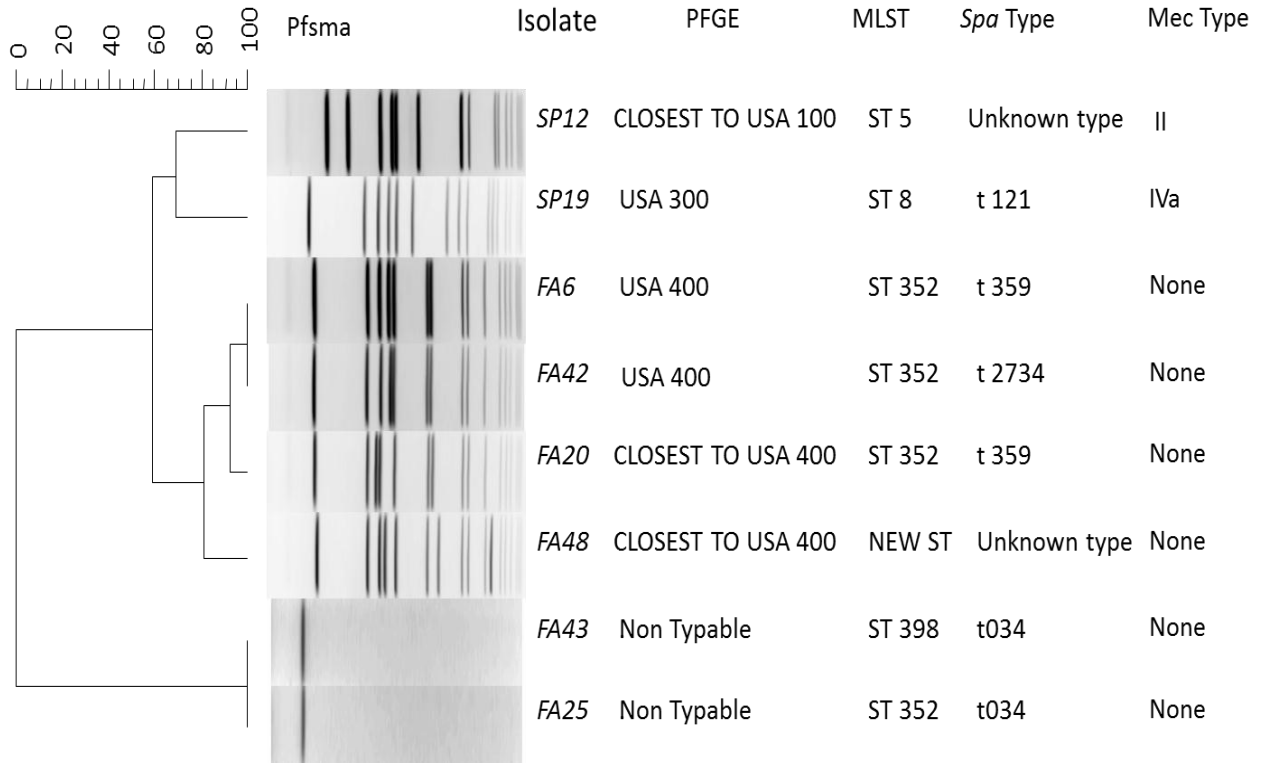 0 20 40 60 80 100 Pfsma Isolate PFGE MLST Spa Type Mec Type
SP12 CLOSEST TO USA 100 ST 5 Unknown type II
SP19 USA 300 ST 8 t 121 IVa
FA6 USA 400 ST 352 t 359 None
FA42 USA 400 ST 352 t 2734 None
FA20 CLOSEST TO USA 400 ST 352 t 359 None
FA48 CLOSEST TO USA 400 NEW ST Unknown type None
FA43 Non Typable ST 398 t034 None
FA25 Non Typable ST 352 t034 None